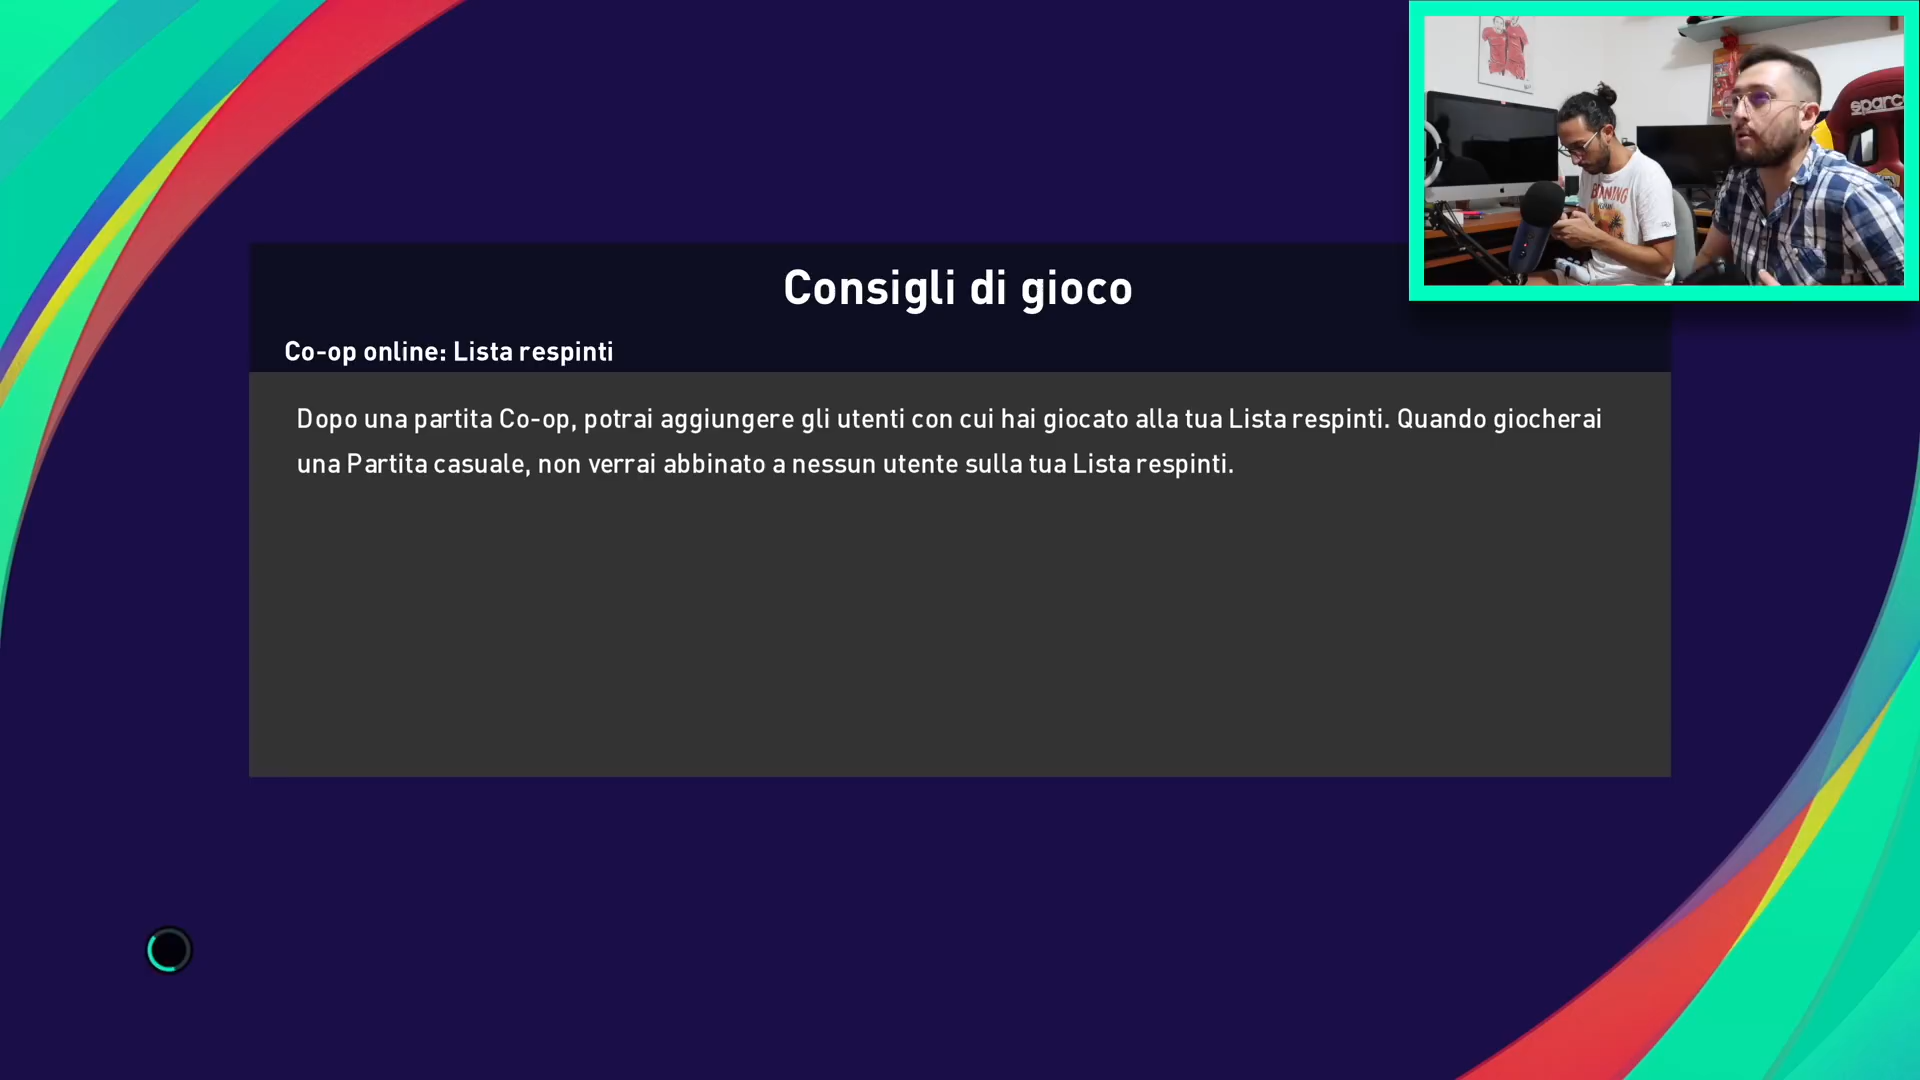 Consigli di gioco
Co-op online: Lista respinti
Dopo una partita Co-op, potrai aggiungere gli utenti con cui hai giocato alla tua Lista respinti. Quando giocherai
una Partita casuale, non verrai abbinato a nessun utente sulla tua Lista respinti.
sparco